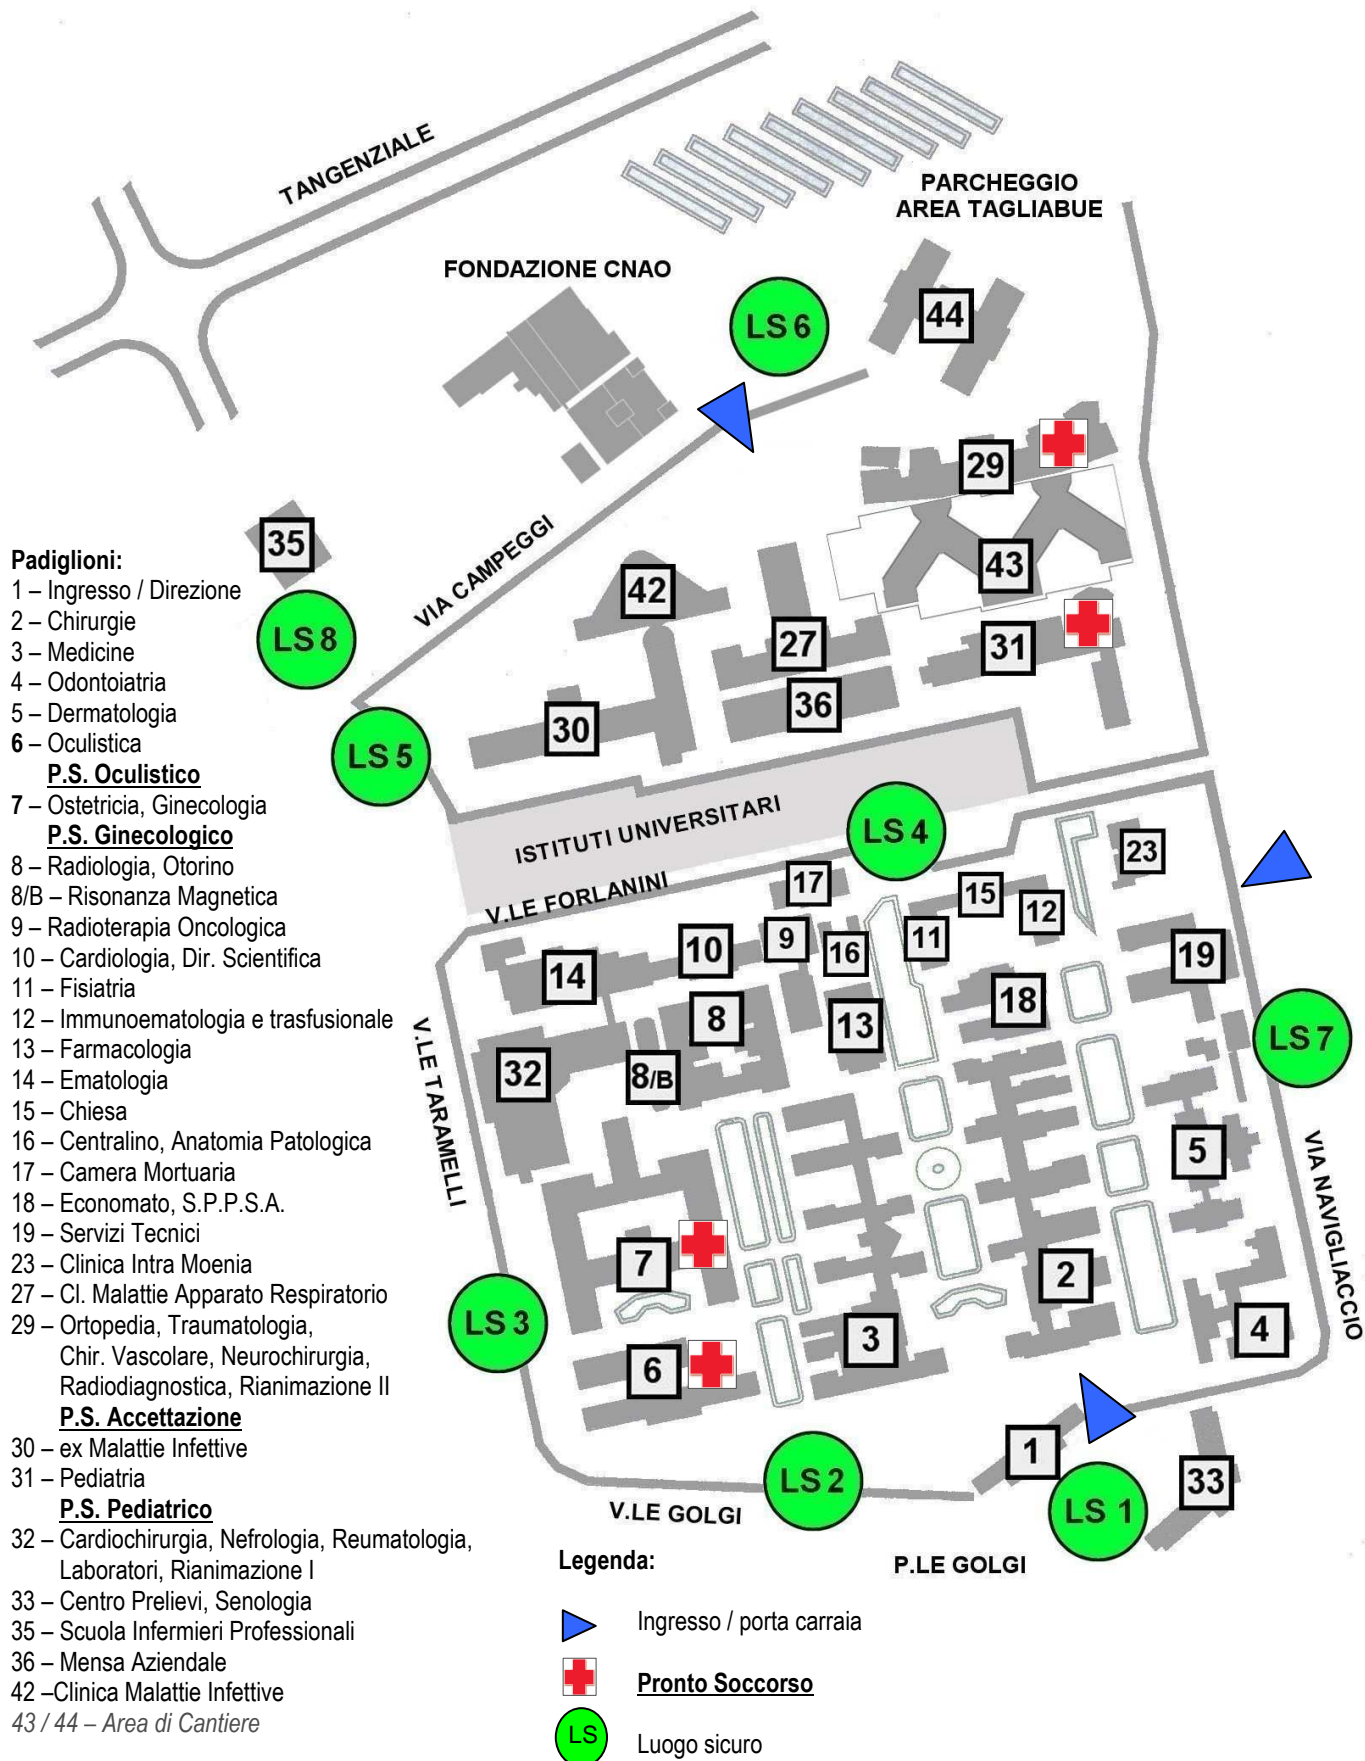 TANGENZIALE
PARCHEGGIO
AREA TAGLIABUE
FONDAZIONE CNAO
LS 6
44
29
35
43
42
VIA CAMPEGGI
LS 8
27
31
36
30
LS 5
ISTITUTI UNIVERSITARI
LS 4
V.LE FORLANINI
23
17
15
12
9
11
10
16
14
19
18
8
13
LS 7
32
8/B
V.LE TARAMELLI
5
VIA NAVIGLIACCIO
7
2
LS 3
4
3
6
1
LS 2
33
LS 1
V.LE GOLGI
P.LE GOLGI
Padiglioni:
1 – Ingresso / Direzione
2 – Chirurgie
3 – Medicine
4 – Odontoiatria
5 – Dermatologia
6 – Oculistica
P.S. Oculistico
7 – Ostetricia, Ginecologia
P.S. Ginecologico
8 – Radiologia, Otorino
8/B – Risonanza Magnetica
9 – Radioterapia Oncologica
10 – Cardiologia, Dir. Scientifica
11 – Fisiatria
12 – Immunoematologia e trasfusionale
13 – Farmacologia
14 – Ematologia
15 – Chiesa
16 – Centralino, Anatomia Patologica
17 – Camera Mortuaria
18 – Economato, S.P.P.S.A.
19 – Servizi Tecnici
23 – Clinica Intra Moenia
27 – Cl. Malattie Apparato Respiratorio
29 – Ortopedia, Traumatologia,
Chir. Vascolare, Neurochirurgia,
Radiodiagnostica, Rianimazione II
P.S. Accettazione
30 – ex Malattie Infettive
31 – Pediatria
P.S. Pediatrico
32 – Cardiochirurgia, Nefrologia, Reumatologia,
Laboratori, Rianimazione I
33 – Centro Prelievi, Senologia
35 – Scuola Infermieri Professionali
36 – Mensa Aziendale
42 –Clinica Malattie Infettive
43 / 44 – Area di Cantiere
Legenda:
Ingresso / porta carraia
Pronto Soccorso
LS
Luogo sicuro